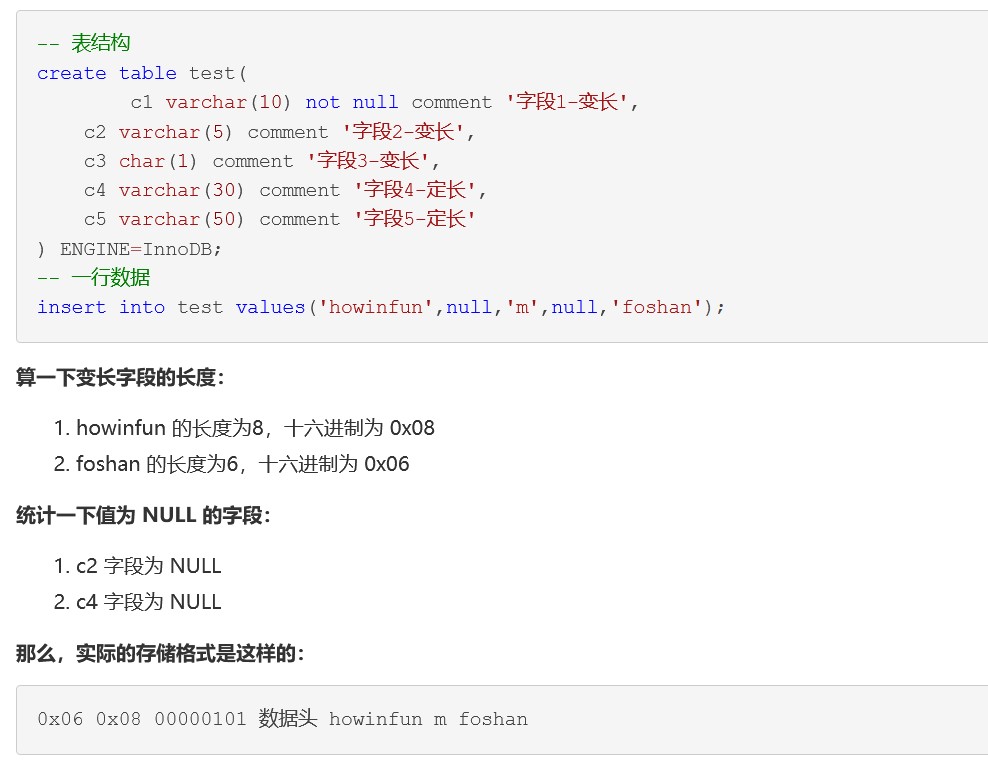 -- 表结构
create table test(
        c1 varchar(10) not null comment '字段1-变长',
    c2 varchar(5) comment '字段2-变长',
    c3 char(1) comment '字段3-变长',
    c4 varchar(30) comment '字段4-定长',
    c5 varchar(50) comment '字段5-定长'
) ENGINE=InnoDB;
-- 一行数据
insert into test values('howinfun',null,'m',null,'foshan');
算一下变长字段的长度：
1. howinfun 的长度为8，十六进制为 0x08
2. foshan 的长度为6，十六进制为 0x06
统计一下值为 NULL 的字段：
1. c2 字段为 NULL
2. c4 字段为 NULL
那么，实际的存储格式是这样的：
0x06 0x08 00000101 数据头 howinfun m foshan